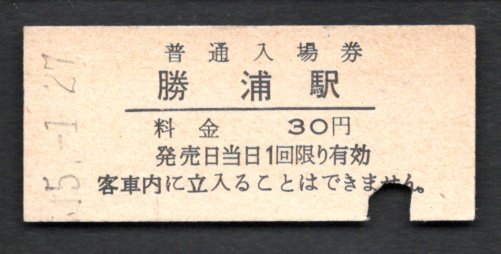 普通入場券
勝浦駅
料金 30円
発売日当日1回限り有効
客車内に立入ることはできません。